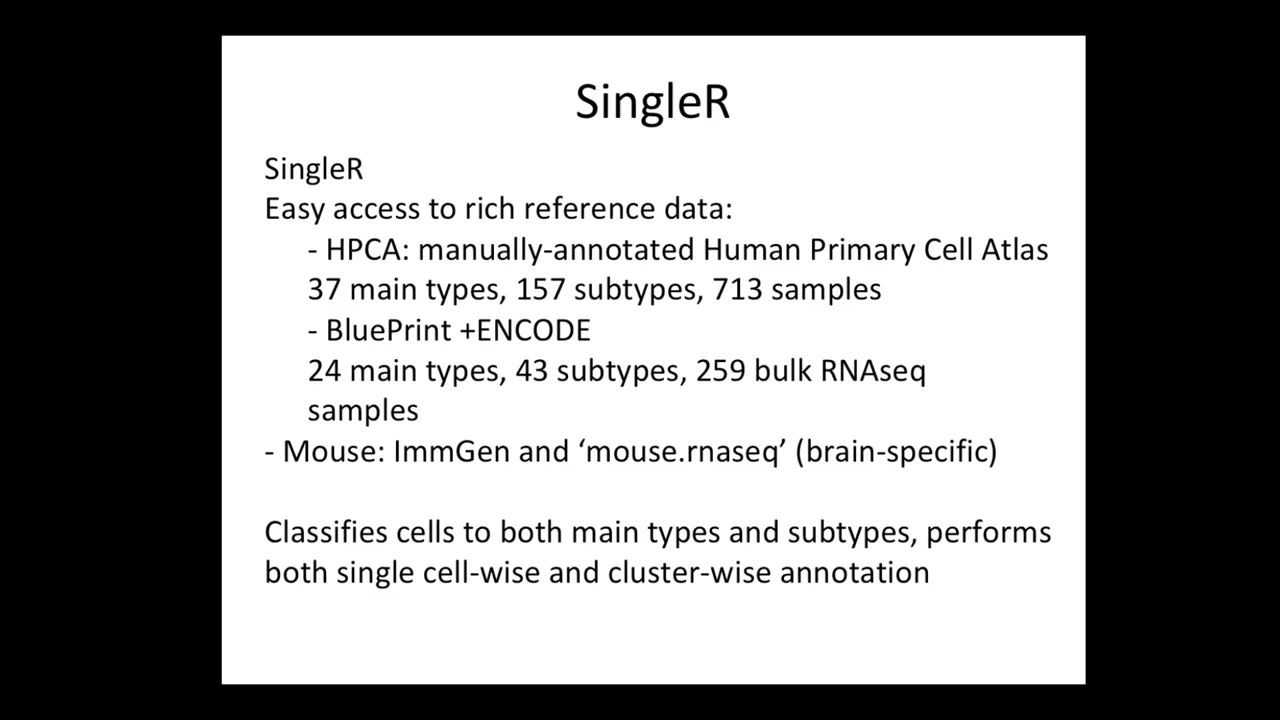 SingleR
SingleR
Easy access to rich reference data:
- HPCA: manually-annotated Human Primary Cell Atlas
37 main types, 157 subtypes, 713 samples
- BluePrint +ENCODE
24 main types, 43 subtypes, 259 bulk RNAseq
samples
- Mouse: ImmGen and ‘mouse.rnaseq’ (brain-specific)
Classifies cells to both main types and subtypes, performs
both single cell-wise and cluster-wise annotation